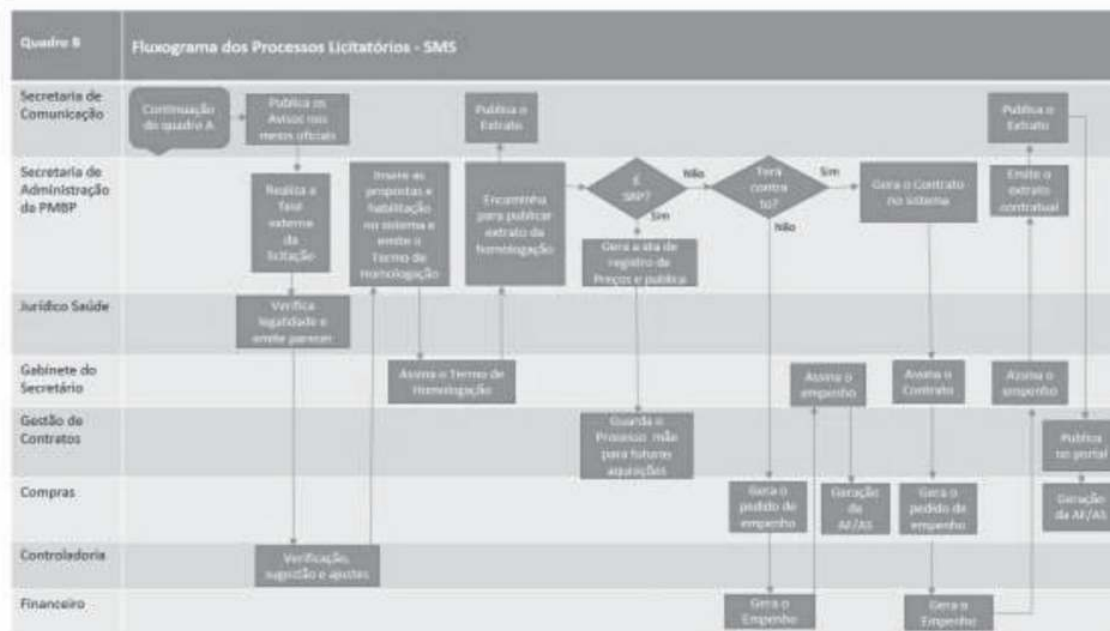 Quadro B
Fluxograma dos Processos Licitatórios - SMS
Secretaria de
Comunicação
Continuação
do quadro A
Publica os
Avisos nos
meios oficiais
Publica o
Extrato
Publica o
Extrato
Secretaria de
Administração
da PMBP
Realiza a
fase
externa
da
licitação
Insere as
propostas e
habilitação
no sistema e
emite o
Termo de
Homologação
Encaminha
para publicar
extrato da
homologação
É
SRP?
Não
Sim
Gera a ata de
registro de
Preços e publica
Terá
contra
to?
Sim
Não
Gera o Contrato
no sistema
Emite o
extrato
contratual
Jurídico Saúde
Verifica
legalidade e
emite parecer
Gabinete do
Secretário
Assina o Termo de
Homologação
Assina o
empenho
Assina o
Contrato
Assina o
empenho
Gestão de
Contratos
Guarda o
Processo mãe
para futuras
aquisições
Publica
no portal
Compras
Gera o
pedido de
empenho
Geração
da AF/AS
Gera o
pedido de
empenho
Geração
da AF/AS
Controladoria
Verificação,
sugestão e ajustes
Financeiro
Gera o
Empenho
Gera o
Empenho